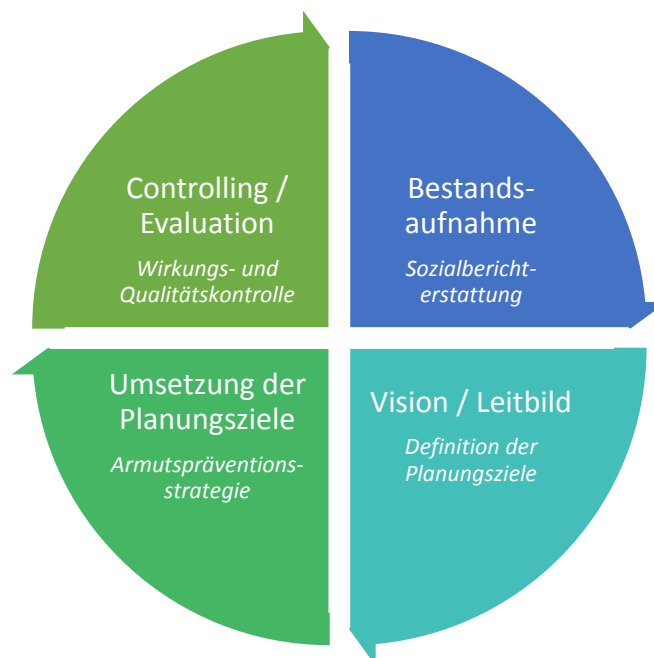 Controlling /
Evaluation
Wirkungs- und
Qualitätskontrolle
Bestands-
aufnahme
Sozialbericht-
erstattung
Umsetzung der
Planungsziele
Armutspräventions-
strategie
Vision / Leitbild
Definition der
Planungsziele